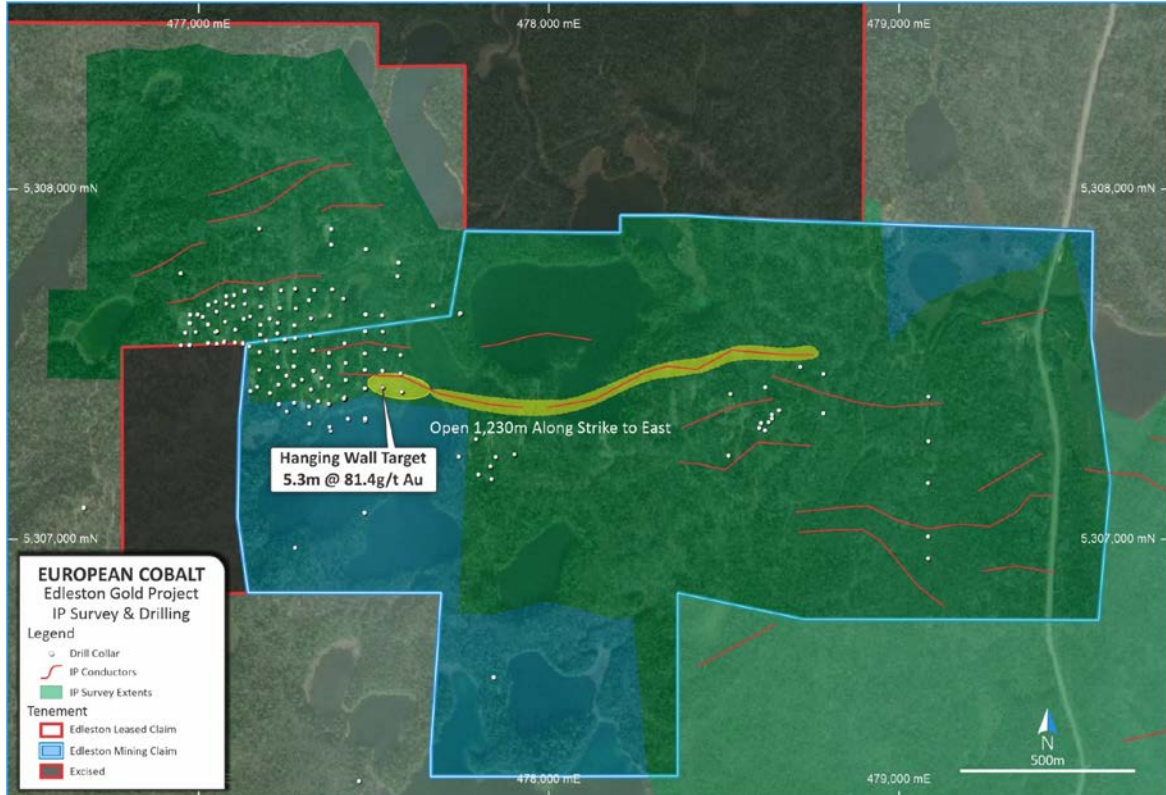 477,000 mE
478,000 mE
479,000 mE
5,308,000 mN
5,308,000 mN
Open 1,230m Along Strike to East
Hanging Wall Target
5.3m @ 81.4g/t Au
5,307,000 mN
5,307,000 mN
EUROPEAN COBALT
Edleston Gold Project
IP Survey & Drilling
Legend
Drill Collar
IP Conductors
IP Survey Extents
Tenement
Edleston Leased Claim
Edleston Mining Claim
Excised
478,000 mE
479,000 mE
N
500m